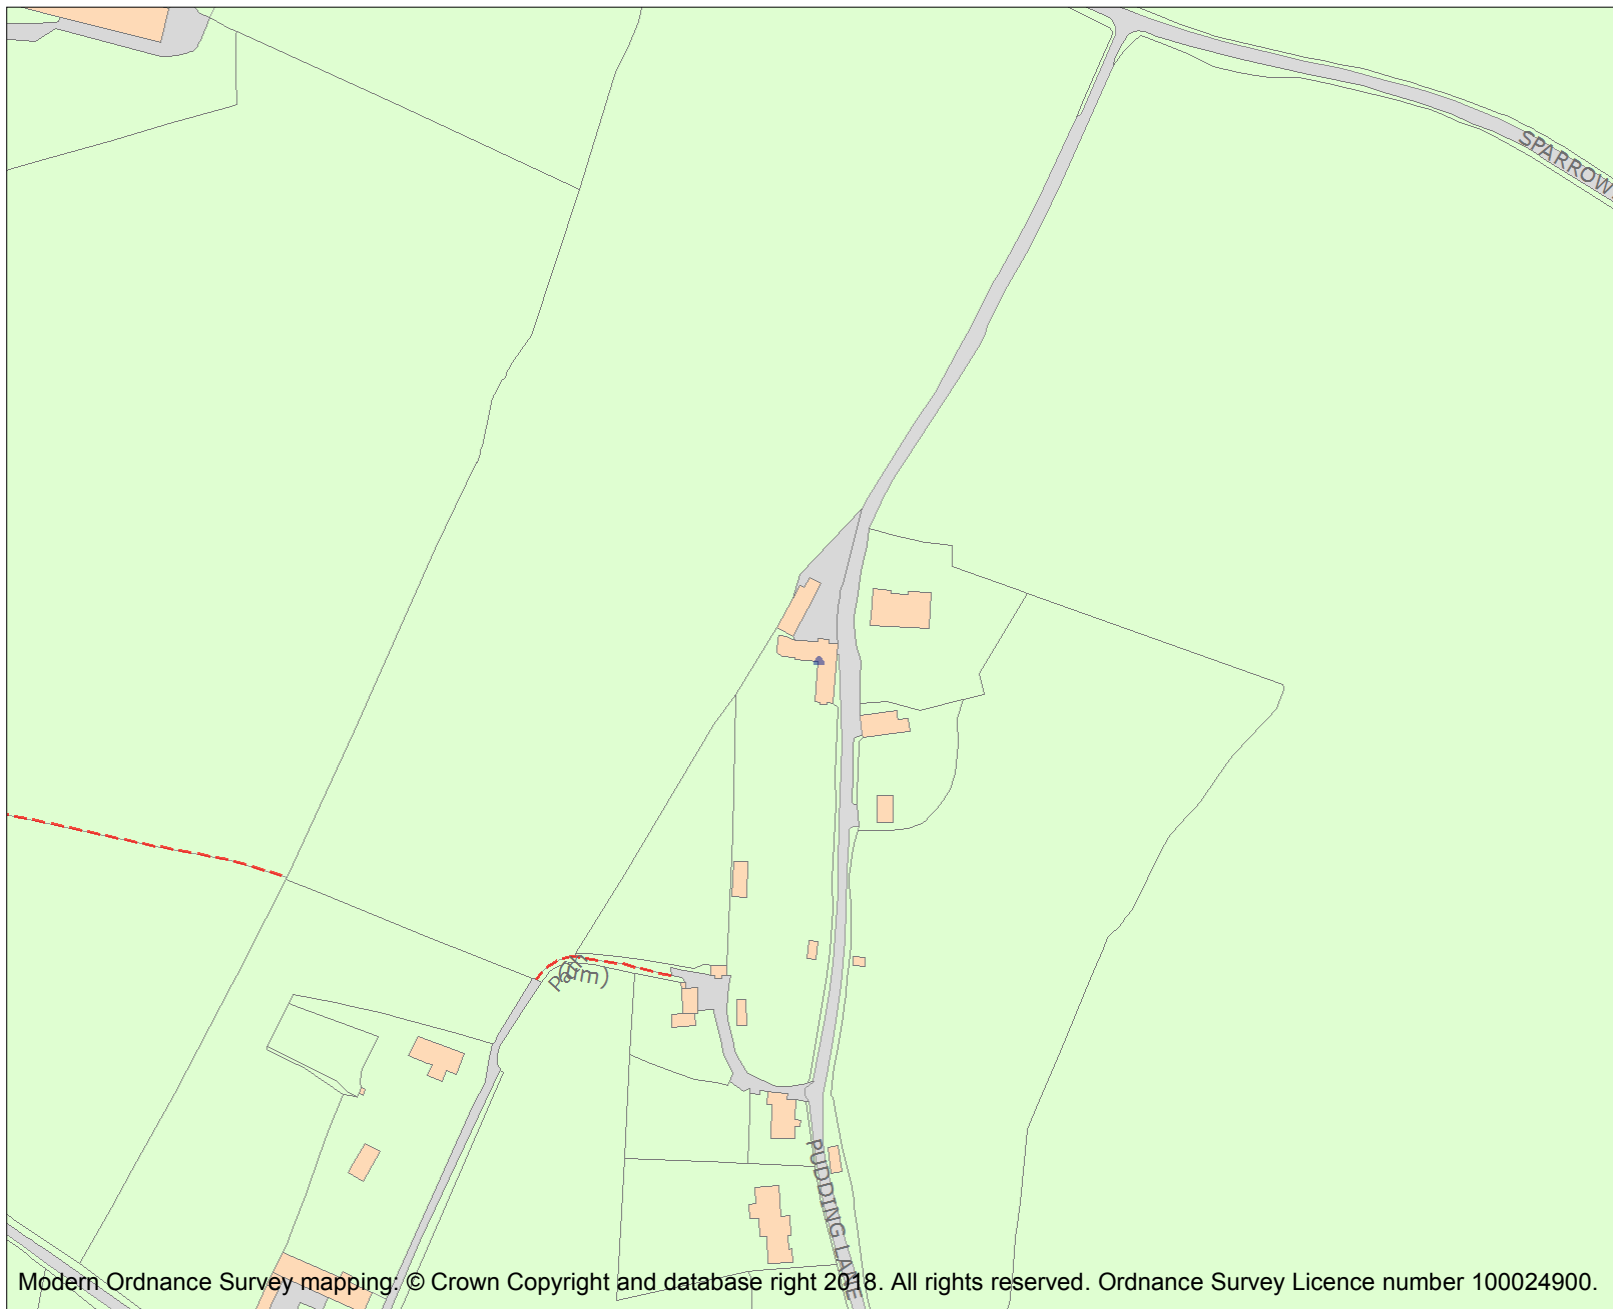 SPARROW
Path
(um)
PUDDING LANE
Modern Ordnance Survey mapping: © Crown Copyright and database right 2018. All rights reserved. Ordnance Survey Licence number 100024900.